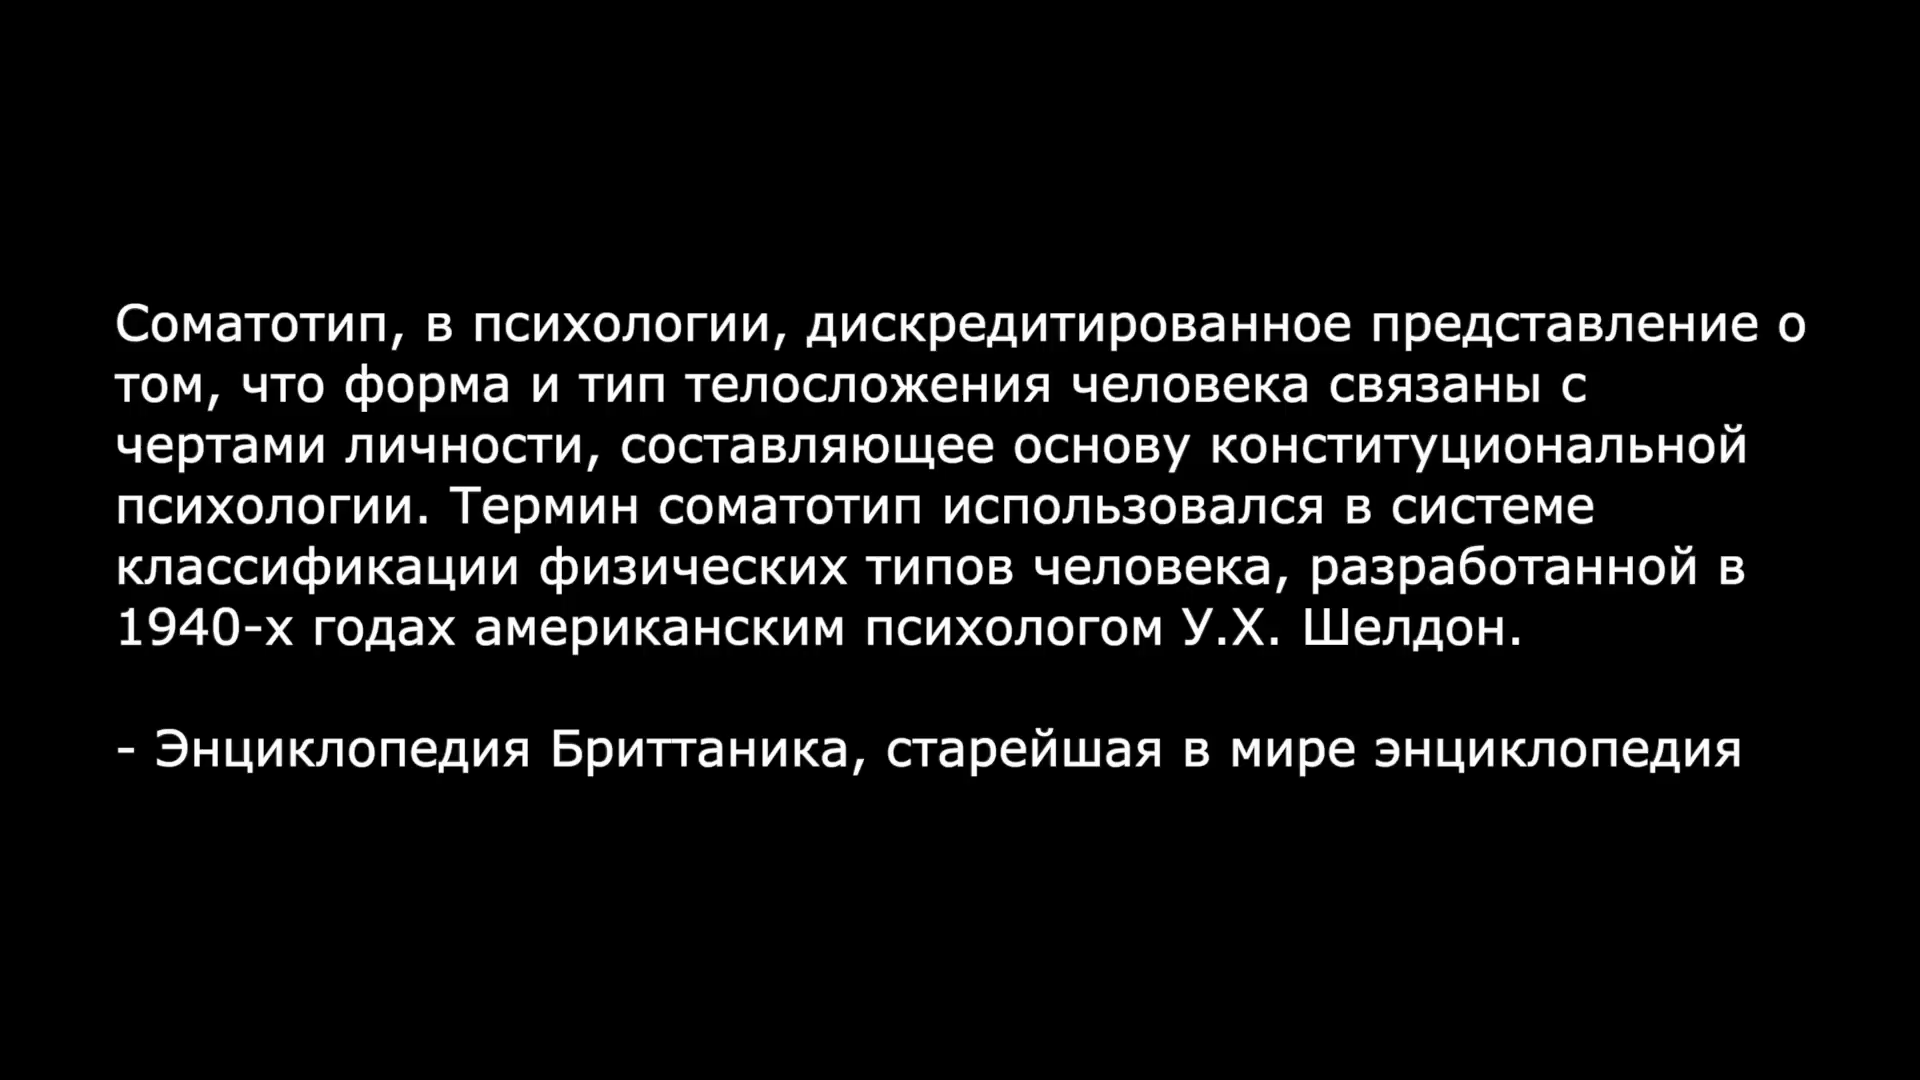 Соматотип, в психологии, дискредитированное представление о
том, что форма и тип телосложения человека связаны с
чертами личности, составляющее основу конституциональной
психологии. Термин соматотип использовался в системе
классификации физических типов человека, разработанной в
1940-х годах американским психологом У.Х. Шелдон.
- Энциклопедия Бриттаника, старейшая в мире энциклопедия